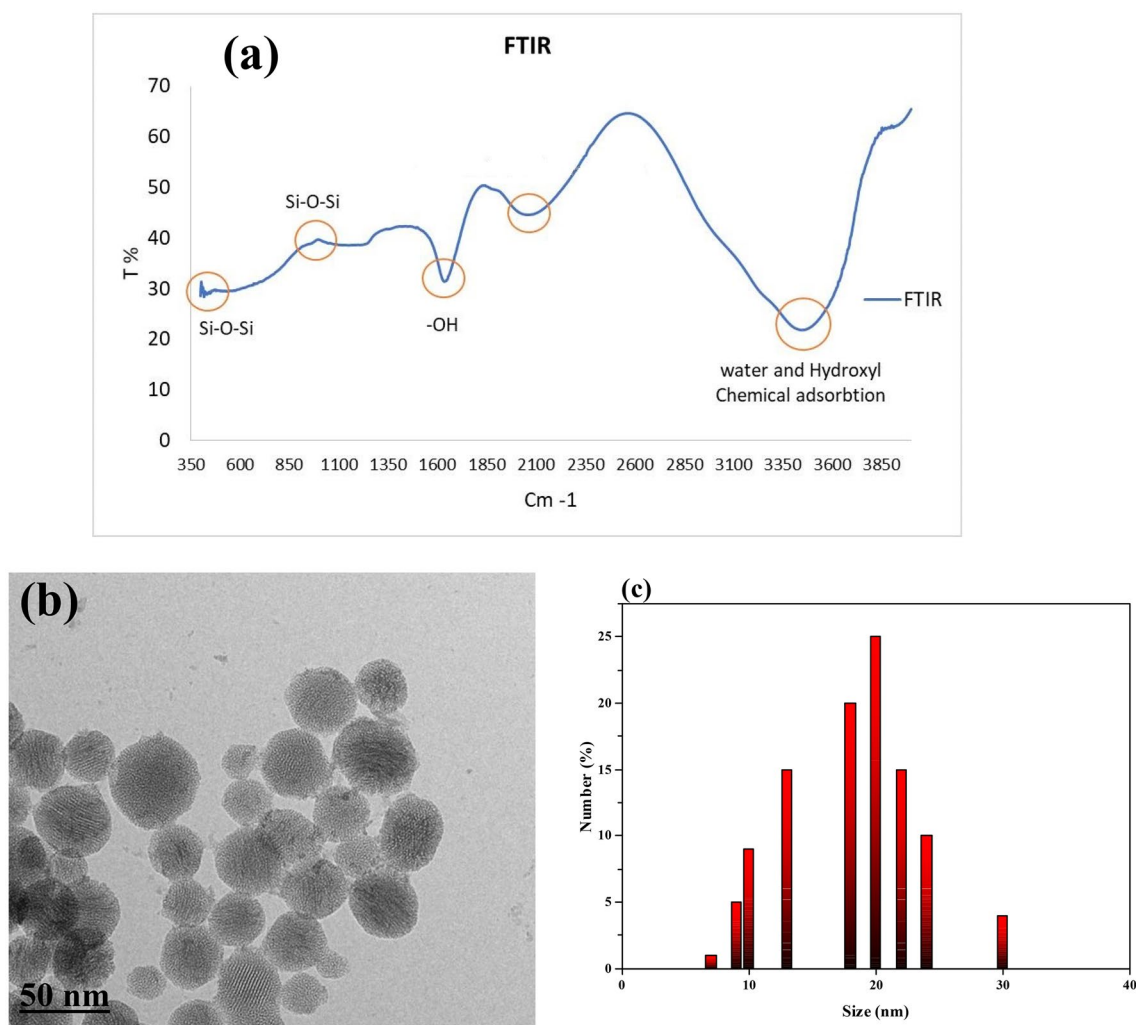 (a)
FTIR
70
60
50
40
30
20
10
0
T %
Si-O-Si
Si-O-Si
-OH
FTIR
water and Hydroxyl
Chemical adsorbtion
350 600 850 1100 1350 1600 1850 2100 2350 2600 2850 3100 3350 3600 3850
Cm -1
(b)
50 nm
(c)
25
20
15
10
5
0
Number (%)
0 10 20 30 40
Size (nm)